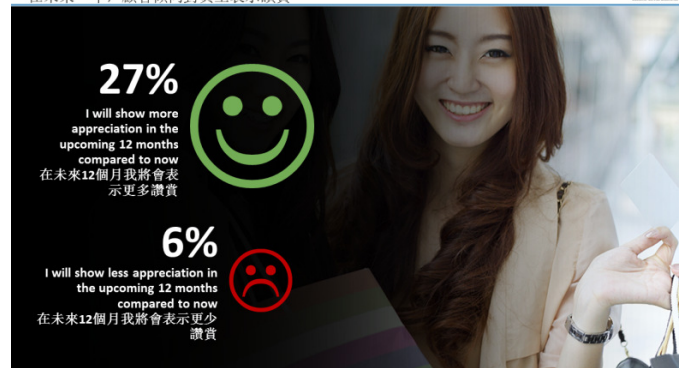 27%
I will show more
appreciation in the
upcoming 12 months
compared to now
在未來12個月我將會表
示更多讚賞
6%
I will show less appreciation in
the upcoming 12 months
compared to now
在未來12個月我將會表示更少
讚賞